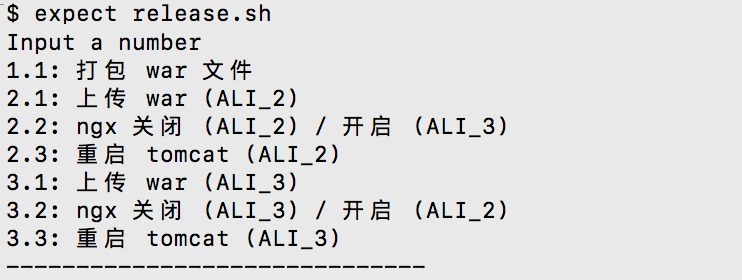 $ expect release.sh
Input a number
1.1: 打包 war 文件
2.1: 上传 war (ALI_2)
2.2: ngx 关闭 (ALI_2) / 开启 (ALI_3)
2.3: 重启 tomcat (ALI_2)
3.1: 上传 war (ALI_3)
3.2: ngx 关闭 (ALI_3) / 开启 (ALI_2)
3.3: 重启 tomcat (ALI_3)
------------------------------